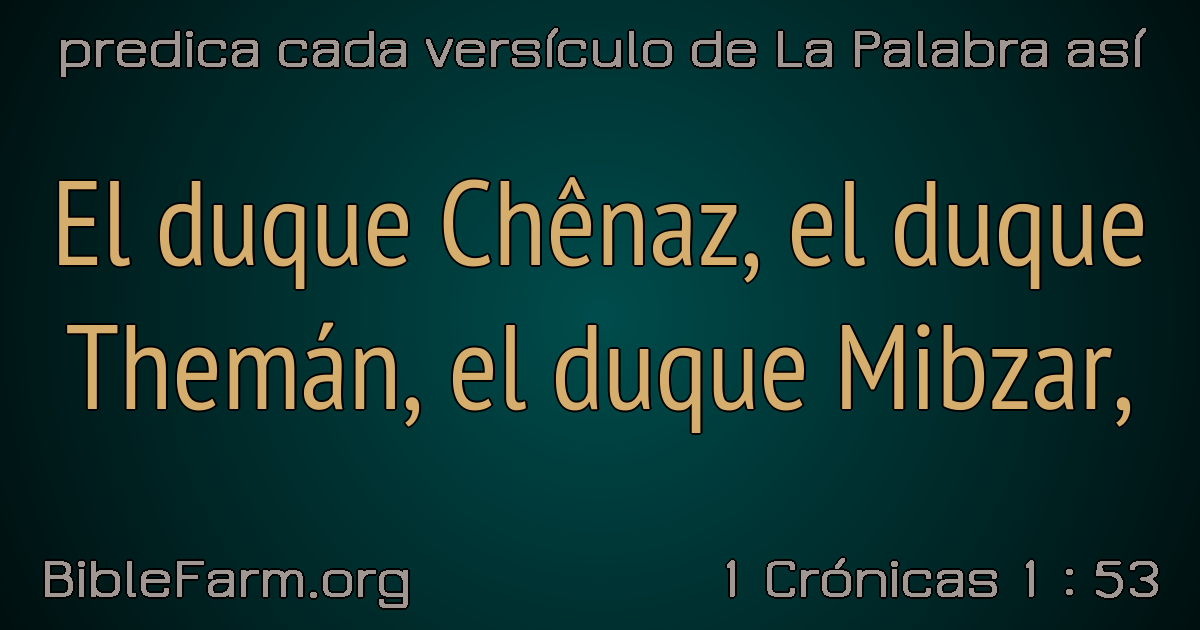 predica cada versículo de La Palabra así
El duque Chênaz, el duque
Themán, el duque Mibzar,
BibleFarm.org
1 Crónicas 1 : 53